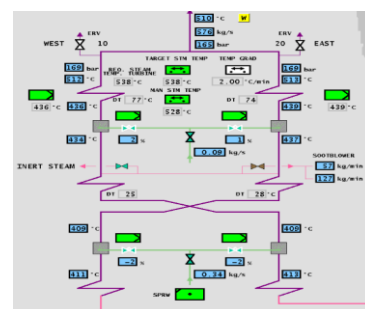 510 °C W
576 kg/s
165 bar
ERV ERV
WEST 10 20 EAST
TARGET STM TEMP TEMP GRAD
169 bar REQ. STEAM TEMP. TURBINE 169 bar
512 °C 538 °C 538 °C 2.00 °C/min 513 °C
MAN STM TEMP
DT 77 °C DT 74
436 °C 436 °C 528 °C 439 °C 439 °C
434 °C 2 % 1 % 437 °C
0.09 kg/s
INERT STEAM SOOTBLOWER
57 kg/min
127 kg/min
DT 25 DT 28 °C
409 °C 409 °C
-2 % -2 %
411 °C 0.34 kg/s 413 °C
SPRW